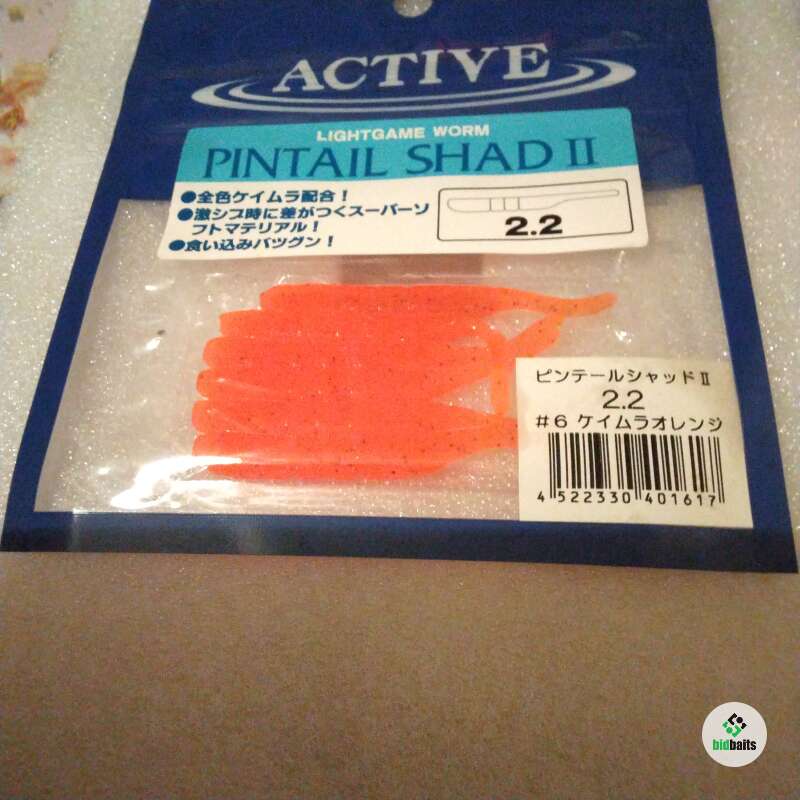 ACTIVE
LIGHTGAME WORM
PINTAIL SHAD II
●全色ケイムラ配合!
●激シブ時に差がつくスーパーソ
フトマテリアル!
●食い込みバツグン!
2.2
ピンテールシャッドⅡ
2.2
#6 ケイムラオレンジ
4 522330 401617
bidbaits